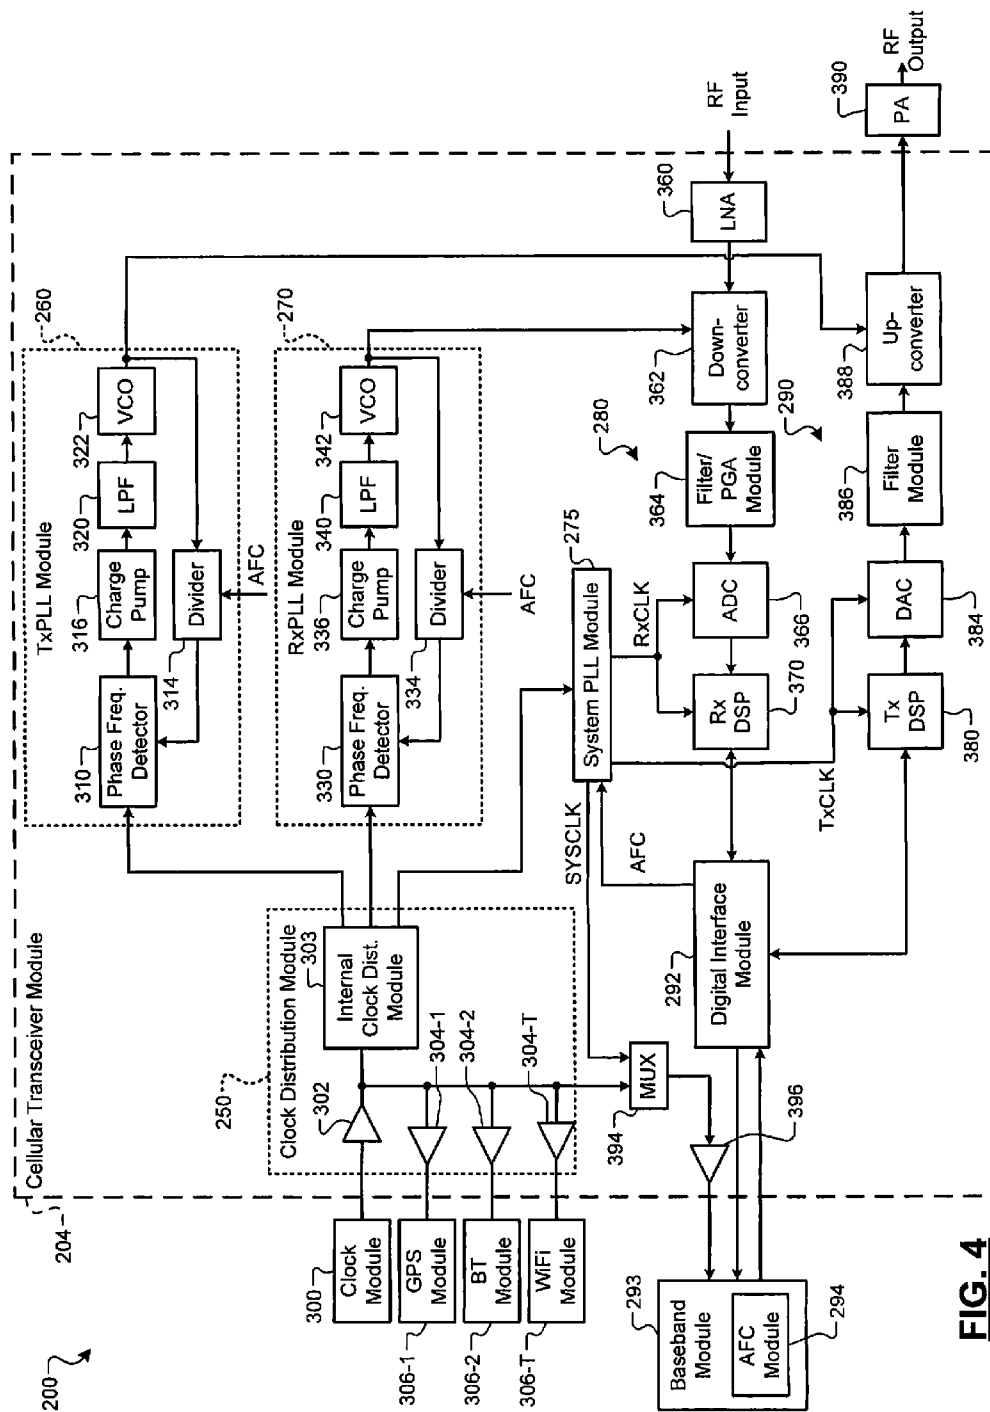 200
204
Cellular Transceiver Module
250
Clock Distribution Module
300
Clock
Module
302
303
Internal
Clock Dist.
Module
304-1
304-2
304-T
306-1
GPS
Module
306-2
BT
Module
306-T
WiFi
Module
260
TxPLL Module
310
Phase Freq.
Detector
314
Divider
AFC
316
Charge
Pump
320
LPF
322
VCO
270
RxPLL Module
330
Phase Freq.
Detector
334
Divider
AFC
336
Charge
Pump
340
LPF
342
VCO
275
System PLL Module
SYSCLK
AFC
RxCLK
TxCLK
280
290
RF
Input
360
LNA
362
Down-
converter
364
Filter/
PGA
Module
366
ADC
370
Rx
DSP
292
Digital Interface
Module
394
MUX
396
293
Baseband
Module
294
AFC
Module
380
Tx
DSP
384
DAC
386
Filter
Module
388
Up-
converter
390
PA
RF
Output
FIG. 4